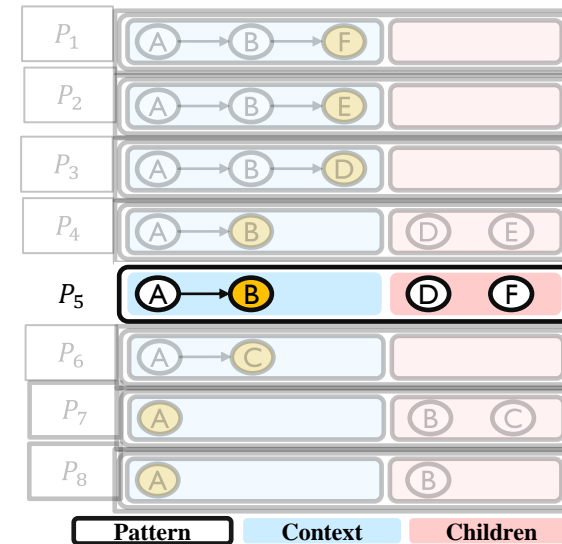 P1 A B F
P2 A B E
P3 A B D
P4 A B D E
P5 A B D F
P6 A C
P7 A B C
P8 A B
Pattern Context Children